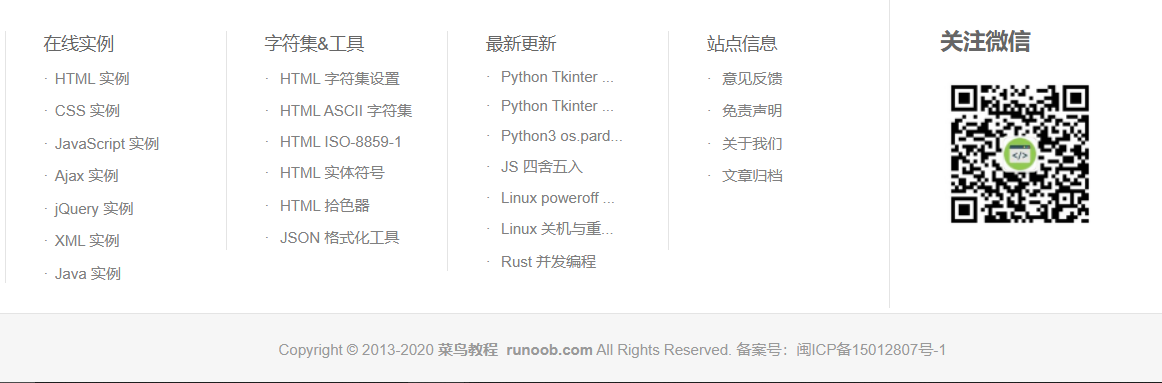 在线实例
· HTML 实例
· CSS 实例
· JavaScript 实例
· Ajax 实例
· jQuery 实例
· XML 实例
· Java 实例
字符集&工具
· HTML 字符集设置
· HTML ASCII 字符集
· HTML ISO-8859-1
· HTML 实体符号
· HTML 拾色器
· JSON 格式化工具
最新更新
· Python Tkinter ...
· Python Tkinter ...
· Python3 os.pard...
· JS 四舍五入
· Linux poweroff ...
· Linux 关机与重...
· Rust 并发编程
站点信息
· 意见反馈
· 免责声明
· 关于我们
· 文章归档
关注微信
</>
Copyright © 2013-2020 菜鸟教程 runoob.com All Rights Reserved. 备案号：闽ICP备15012807号-1